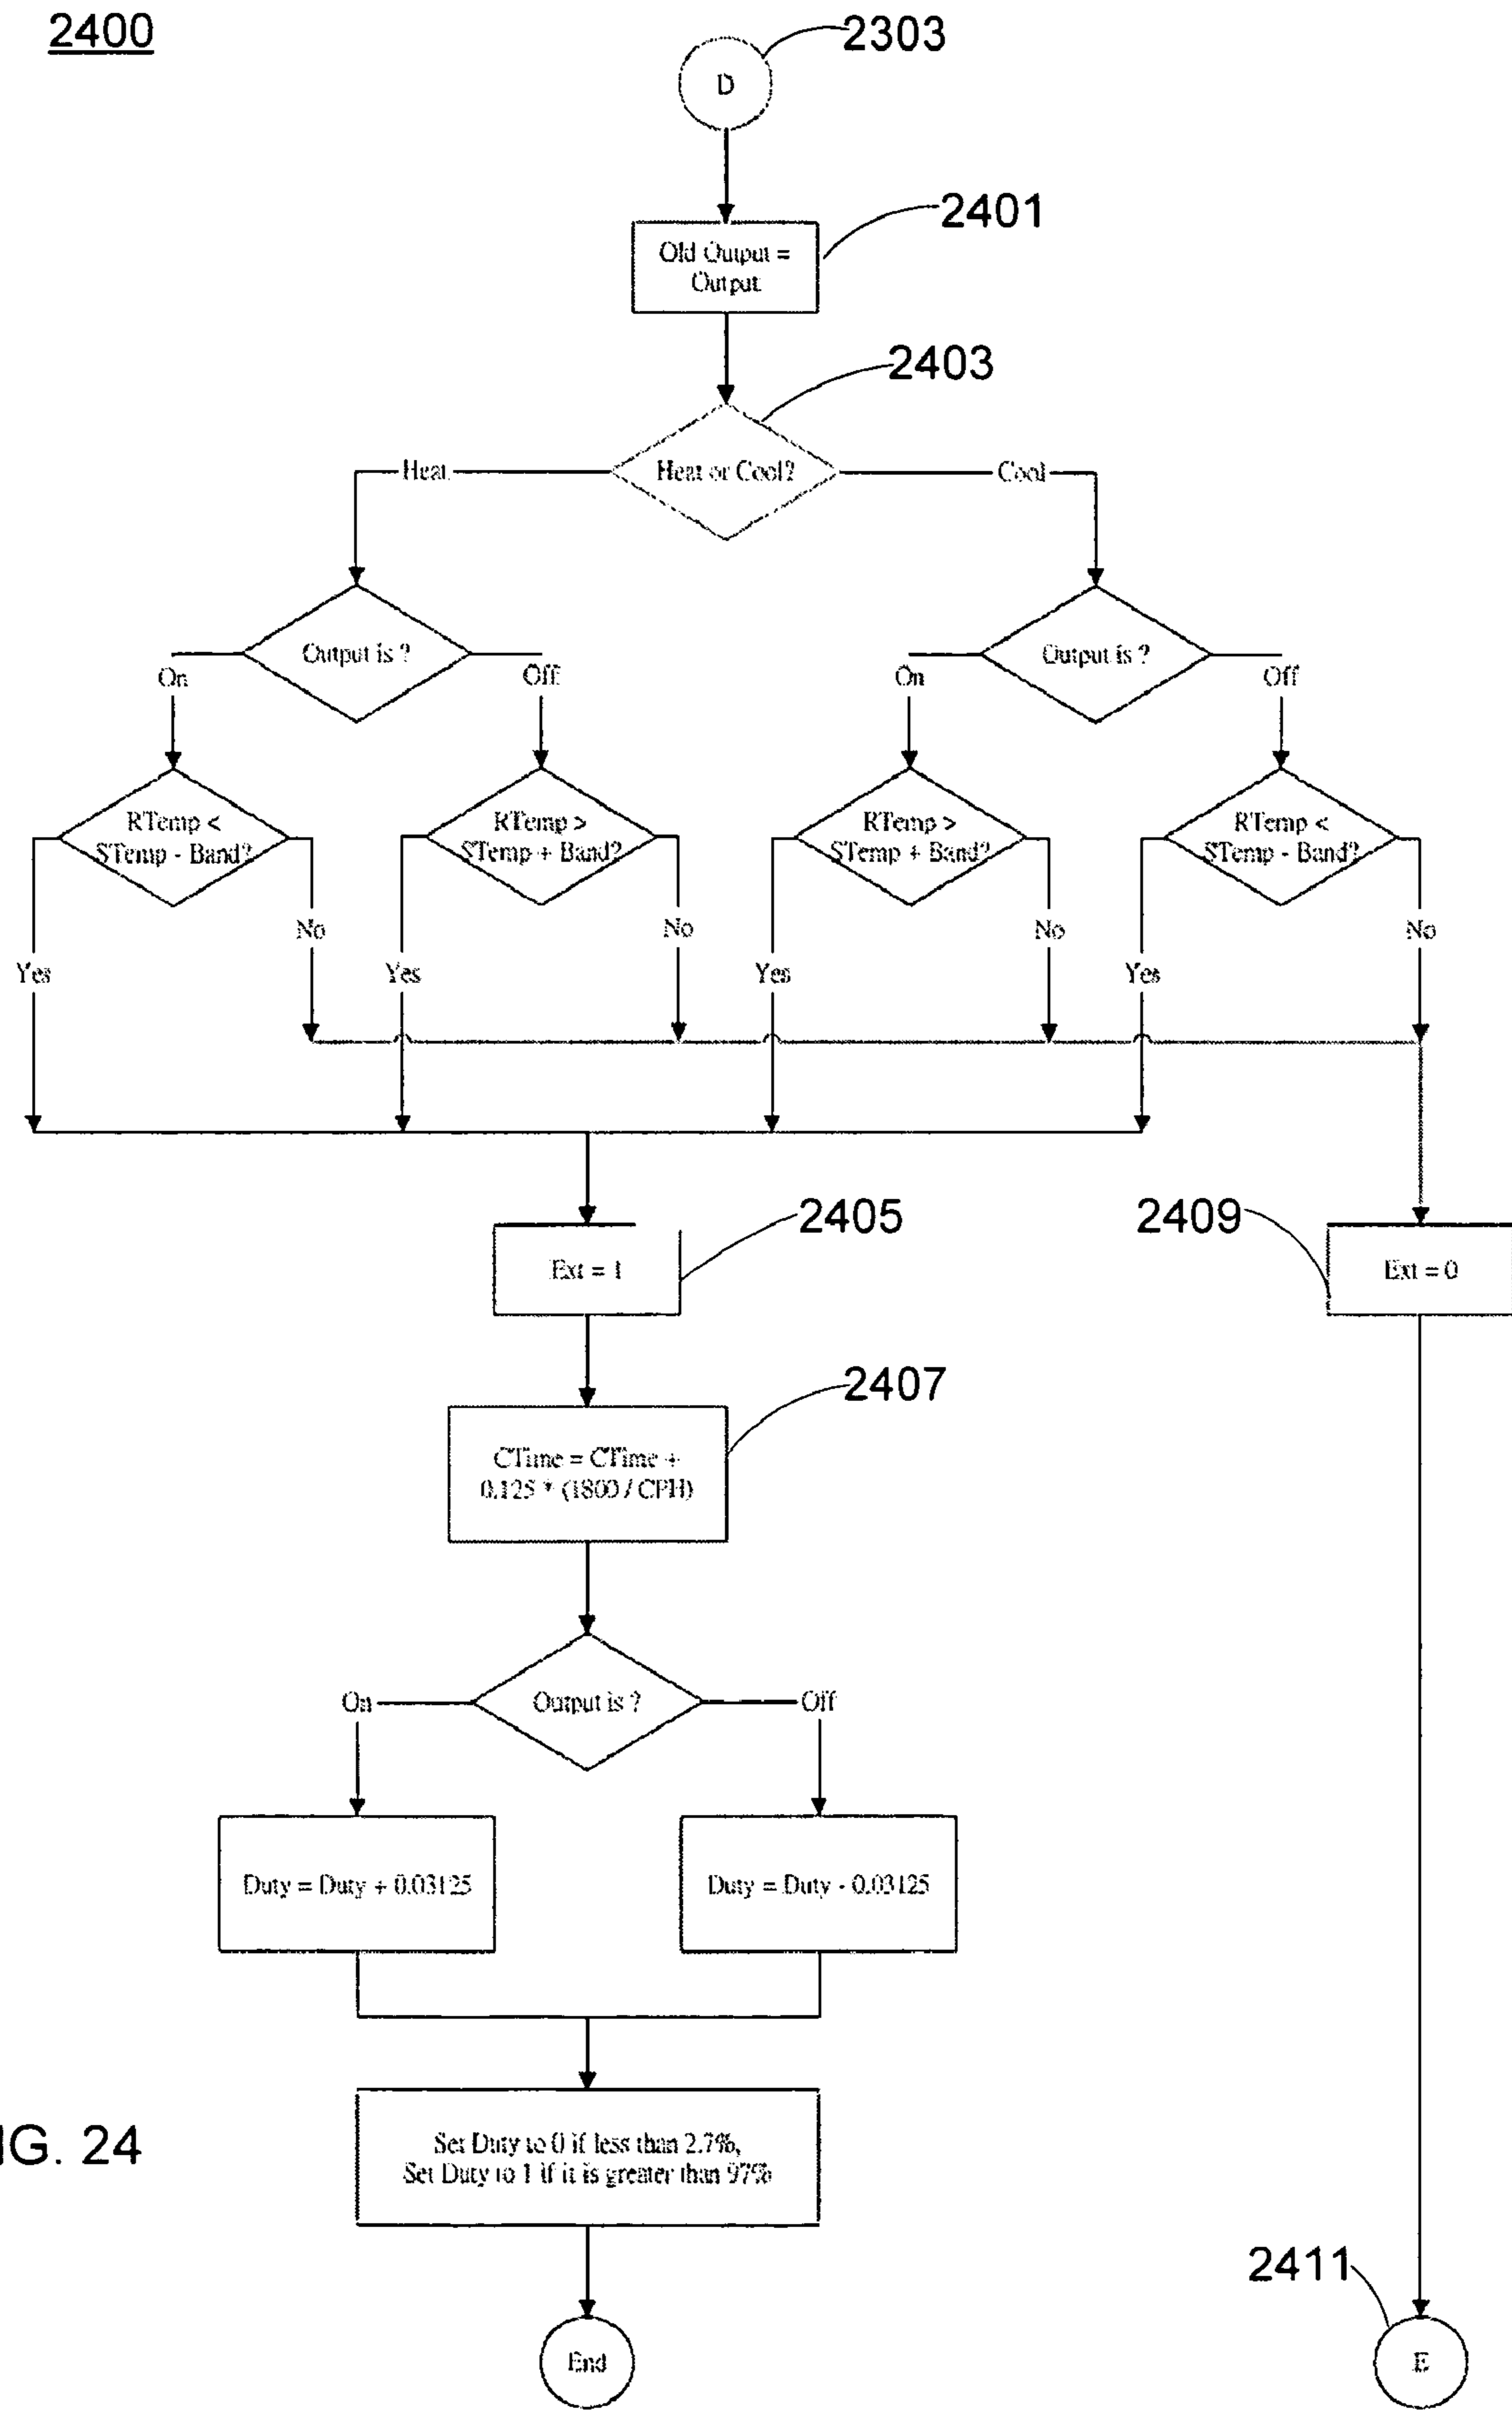 2400
2303
D
2401
Old Output =
Output
2403
Heat
Heat or Cool?
Cool
Output is ?
Output is ?
On
Off
On
Off
RTemp <
STemp - Band?
RTemp >
STemp + Band?
RTemp >
STemp + Band?
RTemp <
STemp - Band?
No
No
No
No
Yes
Yes
Yes
Yes
2405
2409
Ext = 1
Ext = 0
2407
CTime = CTime +
0.125 * (1800 / CPH)
On
Output is ?
Off
Duty = Duty + 0.03125
Duty = Duty - 0.03125
Set Duty to 0 if less than 2.7%,
Set Duty to 1 if it is greater than 97%
IG. 24
2411
End
E